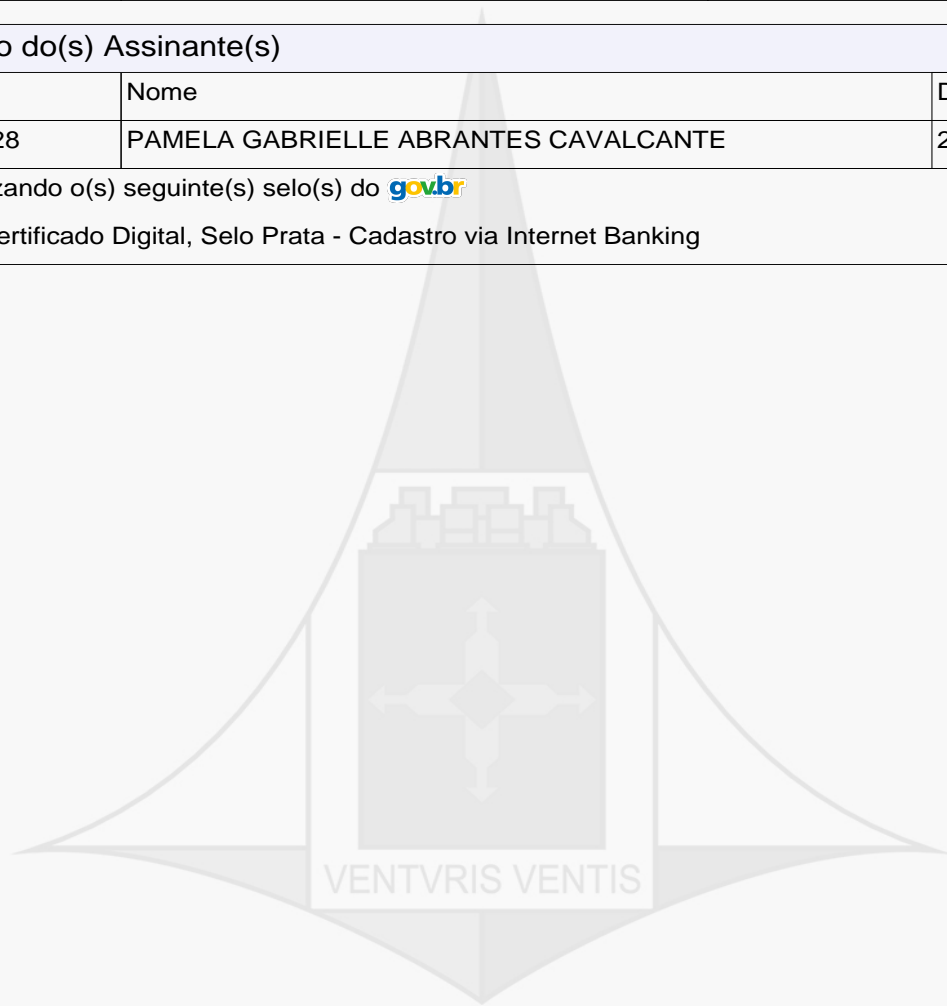 o do(s) Assinante(s)
Nome D
28 PAMELA GABRIELLE ABRANTES CAVALCANTE 2
zando o(s) seguinte(s) selo(s) do gov.br
ertificado Digital, Selo Prata - Cadastro via Internet Banking
VENTVRIS VENTIS